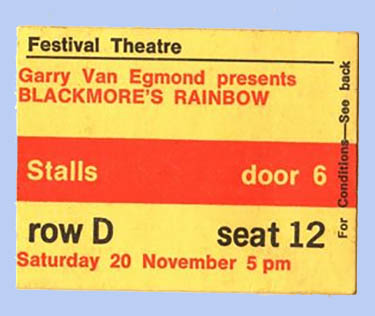 Festival Theatre
Garry Van Egmond presents
BLACKMORE'S RAINBOW
Stalls door 6
row D seat 12
Saturday 20 November 5 pm
For Conditions—See back